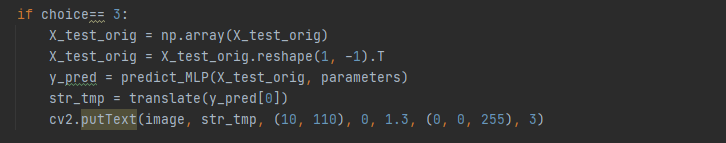 if choice== 3:
X_test_orig = np.array(X_test_orig)
X_test_orig = X_test_orig.reshape(1, -1).T
y_pred = predict_MLP(X_test_orig, parameters)
str_tmp = translate(y_pred[0])
cv2.putText(image, str_tmp, (10, 110), 0, 1.3, (0, 0, 255), 3)